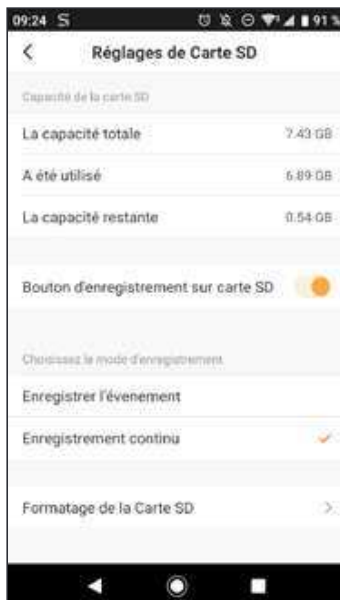 09:24 91 %
Réglages de Carte SD
Capacité de la carte SD
La capacité totale 7.43 GB
A été utilisé 6.89 GB
La capacité restante 0.54 GB
Bouton d'enregistrement sur carte SD
Choisissez le mode d'enregistrement
Enregistrer l'évenement
Enregistrement continu
Formatage de la Carte SD